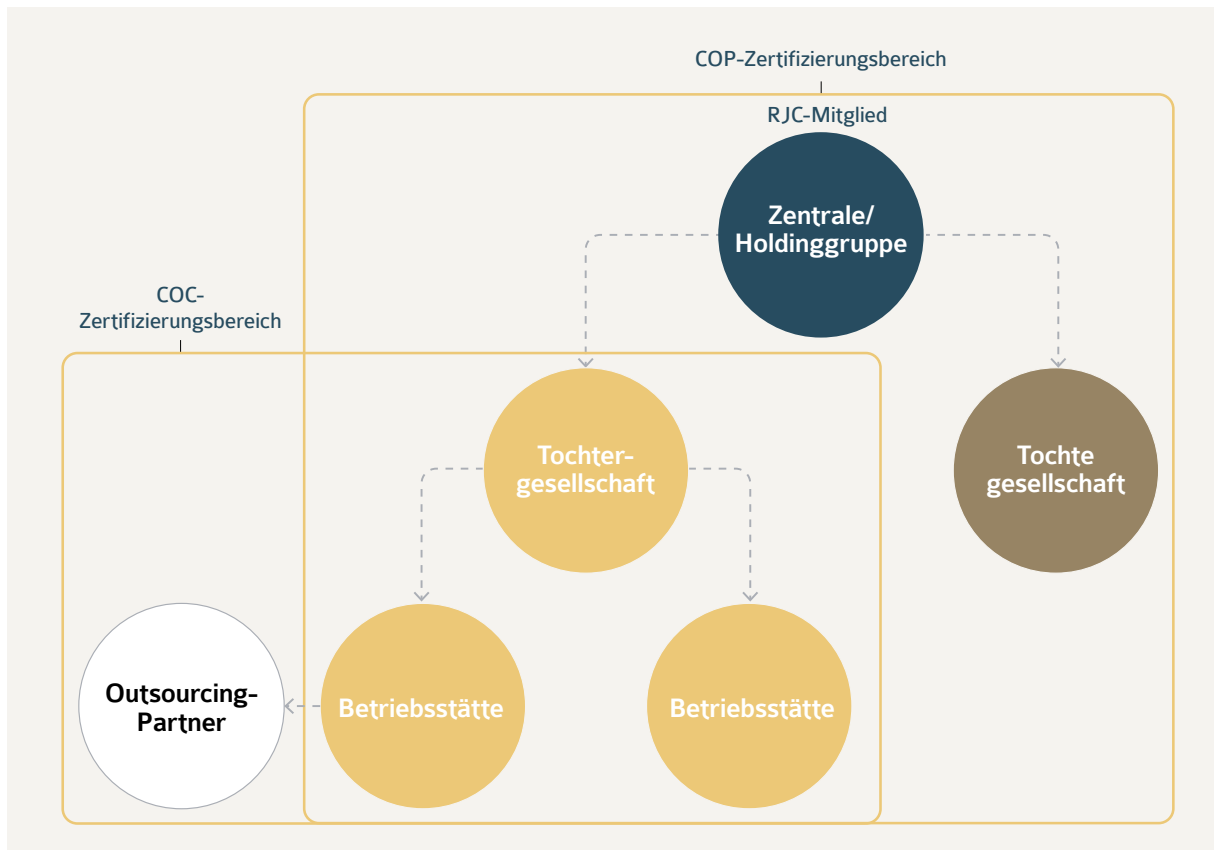 COP-Zertifizierungsbereich
RJC-Mitglied
Zentrale/
Holdinggruppe
COC-
Zertifizierungsbereich
Tochter-
gesellschaft
Tochte
gesellschaft
Outsourcing-
Partner
Betriebsstätte
Betriebsstätte